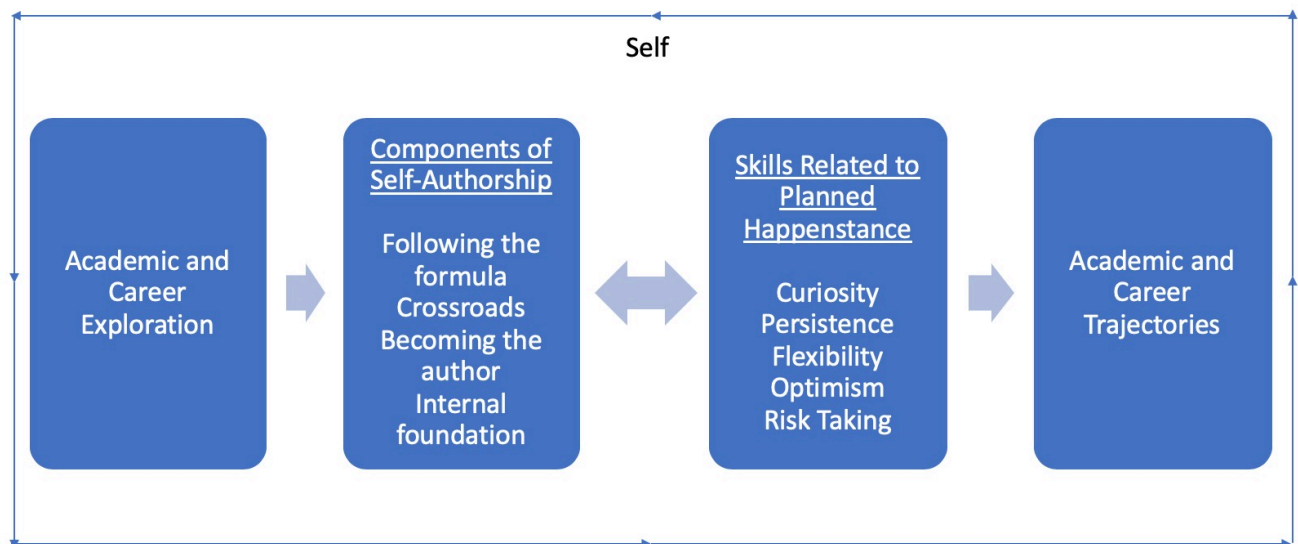 Self
Academic and
Career
Exploration
Components of
Self-Authorship
Following the
formula
Crossroads
Becoming the
author
Internal
foundation
Skills Related to
Planned
Happenstance
Curiosity
Persistence
Flexibility
Optimism
Risk Taking
Academic and
Career
Trajectories